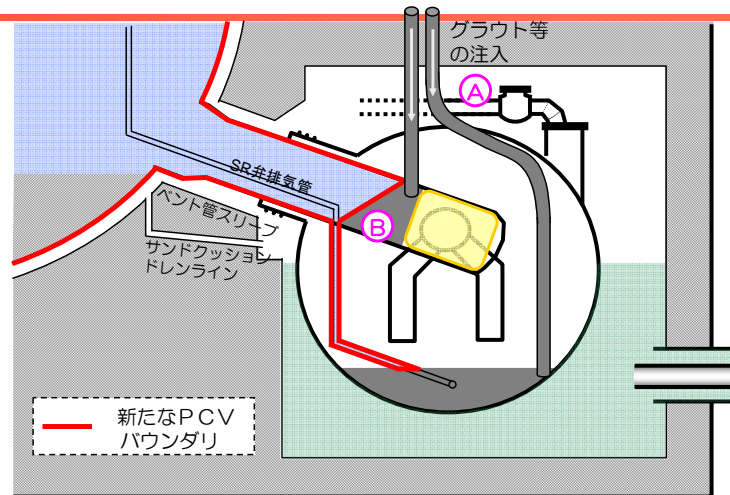 グラウト等
の注入
A
SR弁排気管
B
ベント管スリーブ
サンドクッション
ドレンライン
新たなPCV
バウンダリ